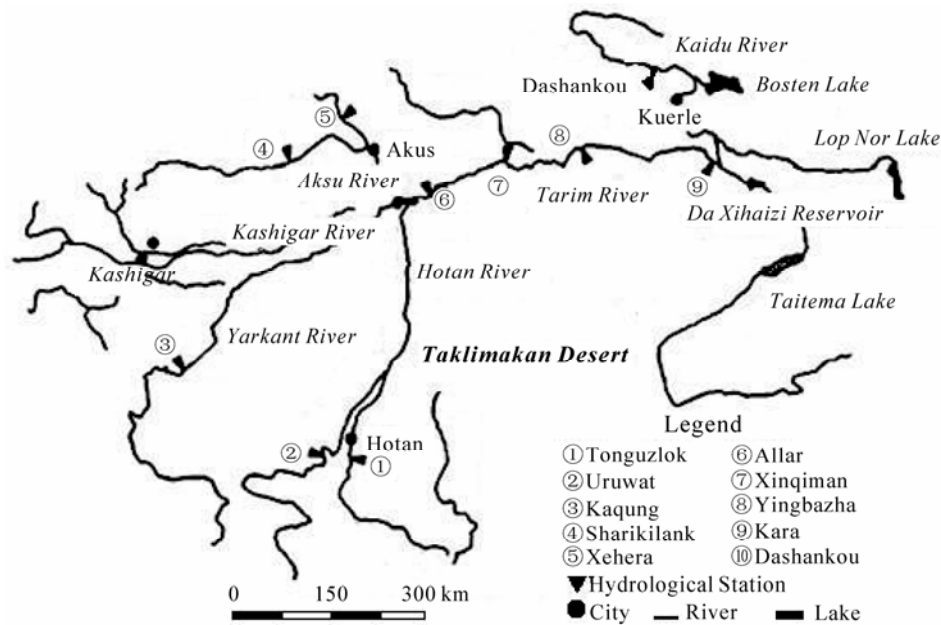 Kaidu River
Dashankou
Bosten Lake
Kuerle
⑤
④
Akus
⑧
Lop Nor Lake
Aksu River
⑥
⑦
Tarim River
⑨
Da Xihaizi Reservoir
Kashigar River
Kashigar
Hotan River
Taitema Lake
③
Yarkant River
Taklimakan Desert
②
Hotan
①
Legend
①Tonguzlok
②Uruwat
③Kaqung
④Sharikilank
⑤Xehera
⑥Allar
⑦Xinqiman
⑧Yingbazha
⑨Kara
⑩Dashankou
Hydrological Station
City River Lake
0 150 300 km